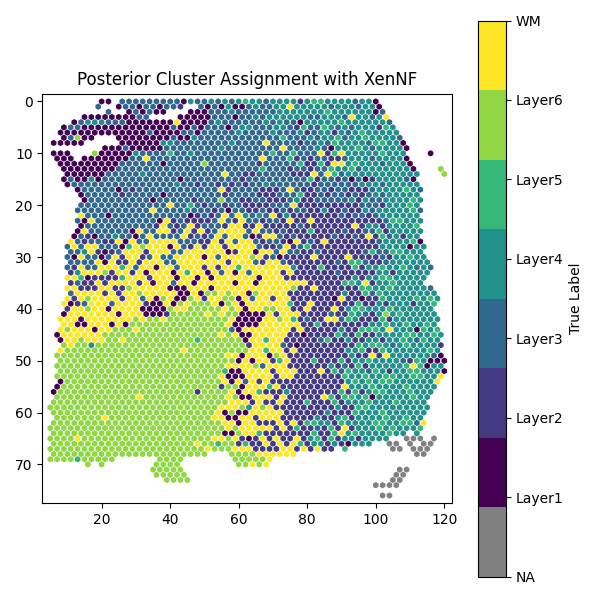 Posterior Cluster Assignment with XenNF
0
10
20
30
40
50
60
70
20
40
60
80
100
120
WM
Layer6
Layer5
Layer4
Layer3
Layer2
Layer1
NA
True Label